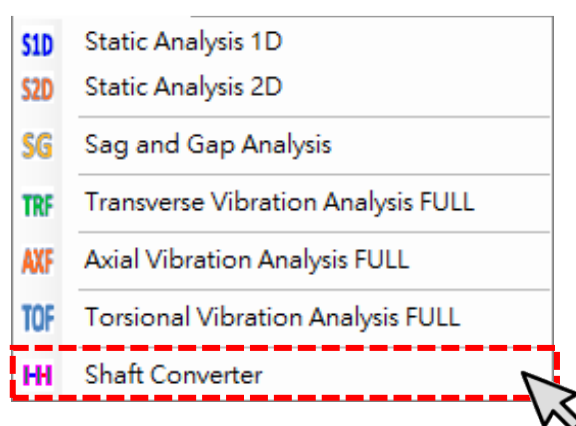 S1D Static Analysis 1D
S2D Static Analysis 2D
SG Sag and Gap Analysis
TRF Transverse Vibration Analysis FULL
AXF Axial Vibration Analysis FULL
TOF Torsional Vibration Analysis FULL
HH Shaft Converter